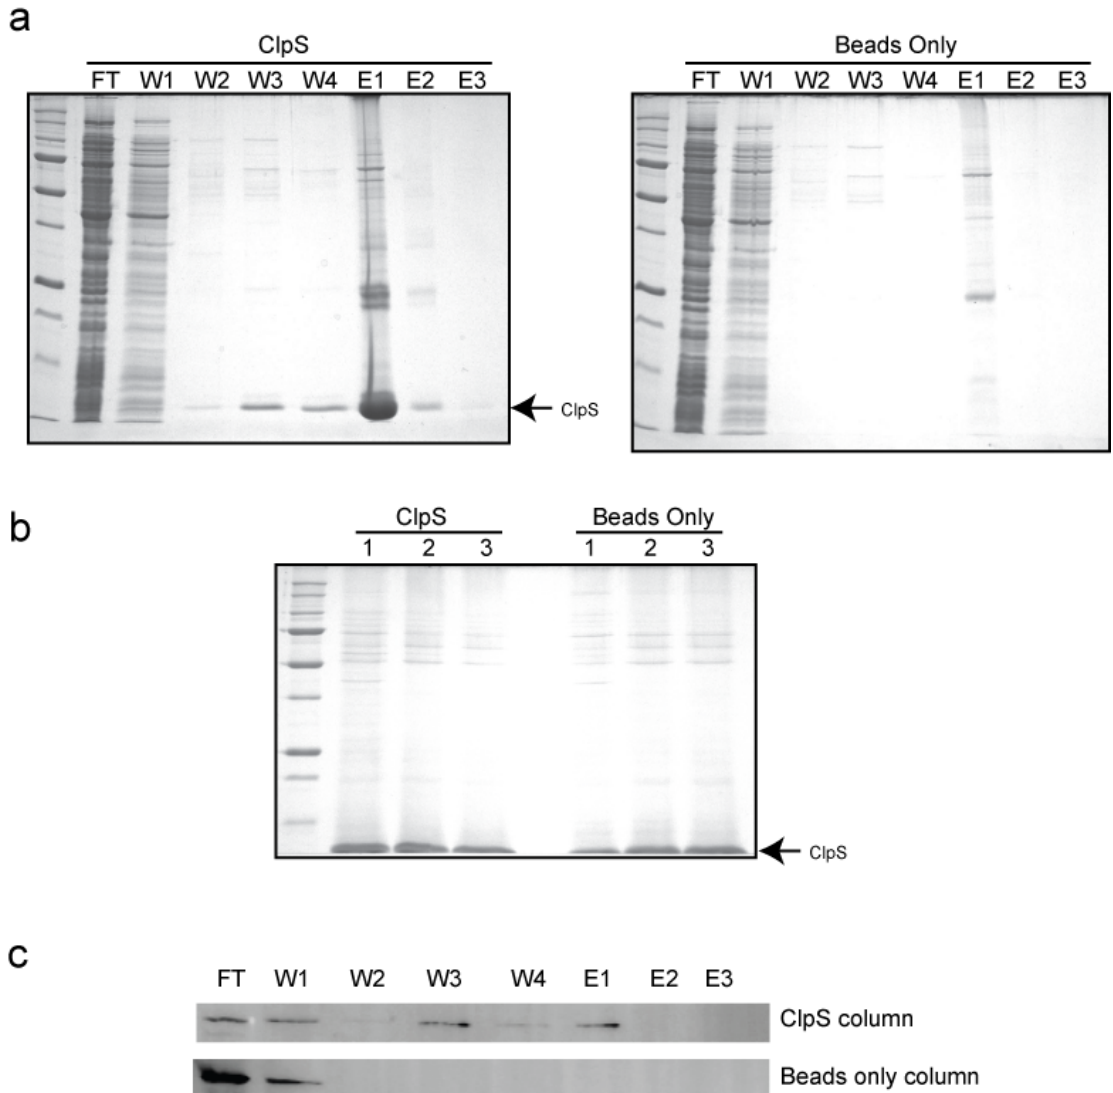 a
ClpS
Beads Only
FT W1 W2 W3 W4 E1 E2 E3
FT W1 W2 W3 W4 E1 E2 E3
ClpS
b
ClpS
Beads Only
1 2 3
1 2 3
ClpS
c
FT W1 W2 W3 W4 E1 E2 E3
ClpS column
Beads only column